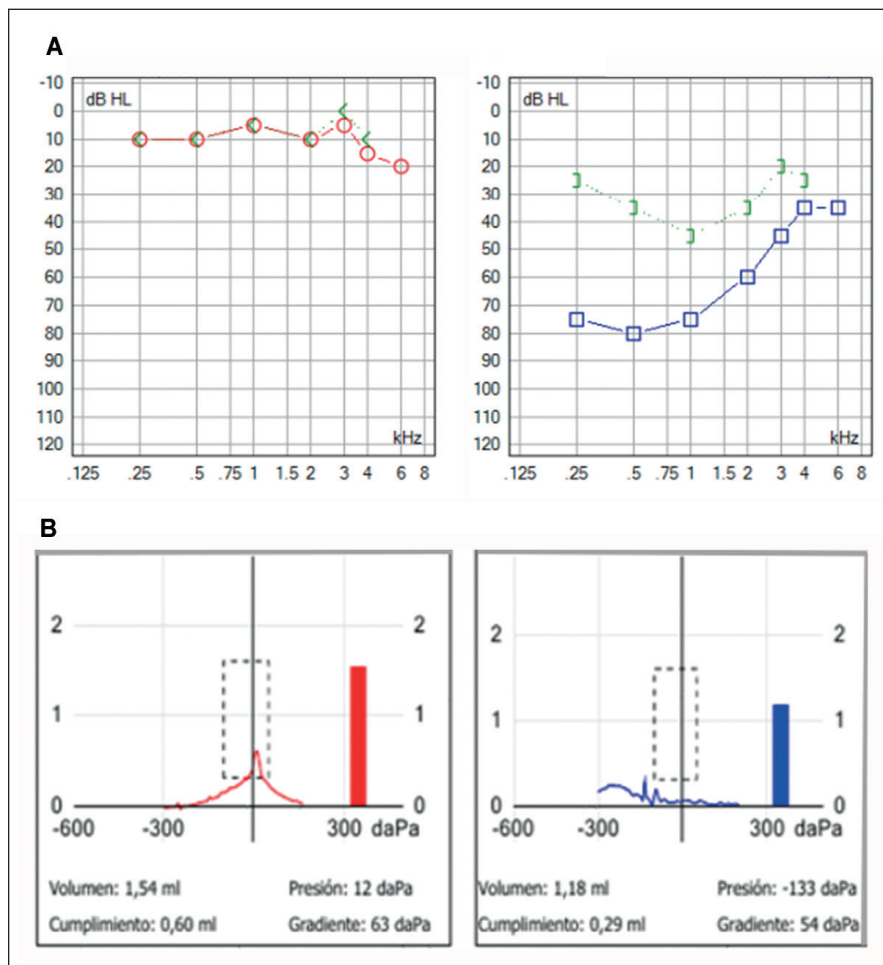 A
-10
0
10
20
30
40
50
60
70
80
90
100
110
120
dB HL
kHz
.125 .25 .5 .75 1 1.5 2 3 4 6 8
-10
0
10
20
30
40
50
60
70
80
90
100
110
120
dB HL
kHz
.125 .25 .5 .75 1 1.5 2 3 4 6 8
B
2 2
1 1
0 0
-600 -300 300 daPa
Volumen: 1,54 ml Presión: 12 daPa
Cumplimiento: 0,60 ml Gradiente: 63 daPa
2 2
1 1
0 0
-600 -300 300 daPa
Volumen: 1,18 ml Presión: -133 daPa
Cumplimiento: 0,29 ml Gradiente: 54 daPa